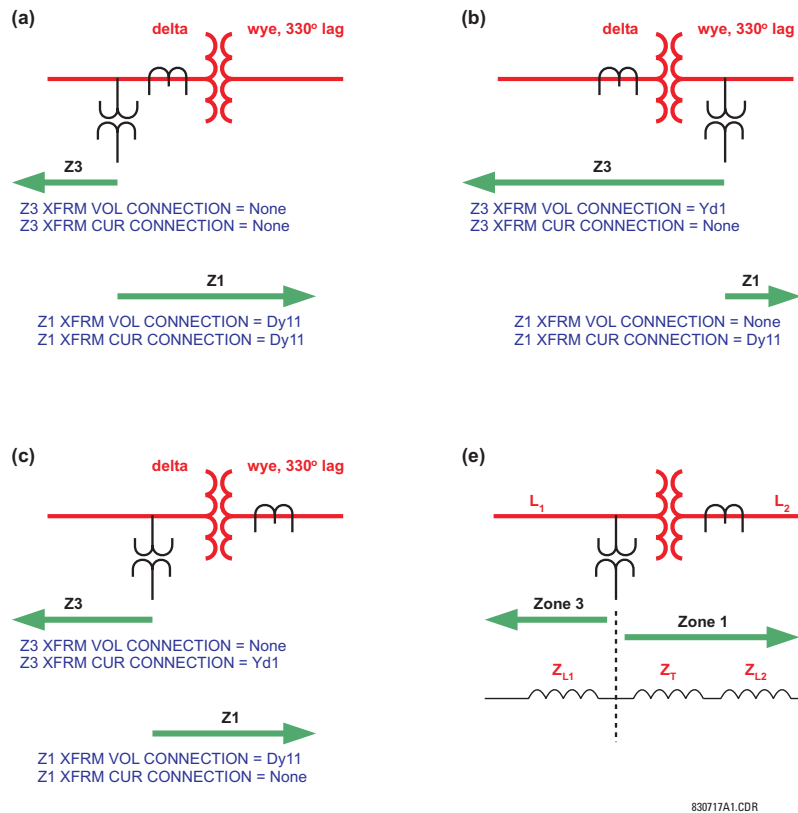 (a)
delta wye, 330° lag
Z3
Z3 XFRM VOL CONNECTION = None
Z3 XFRM CUR CONNECTION = None
Z1
Z1 XFRM VOL CONNECTION = Dy11
Z1 XFRM CUR CONNECTION = Dy11
(b)
delta wye, 330° lag
Z3
Z3 XFRM VOL CONNECTION = Yd1
Z3 XFRM CUR CONNECTION = None
Z1
Z1 XFRM VOL CONNECTION = None
Z1 XFRM CUR CONNECTION = Dy11
(c)
delta wye, 330° lag
Z3
Z3 XFRM VOL CONNECTION = None
Z3 XFRM CUR CONNECTION = Yd1
Z1
Z1 XFRM VOL CONNECTION = Dy11
Z1 XFRM CUR CONNECTION = None
(e)
L1 L2
Zone 3
Zone 1
ZL1 ZT ZL2
830717A1.CDR